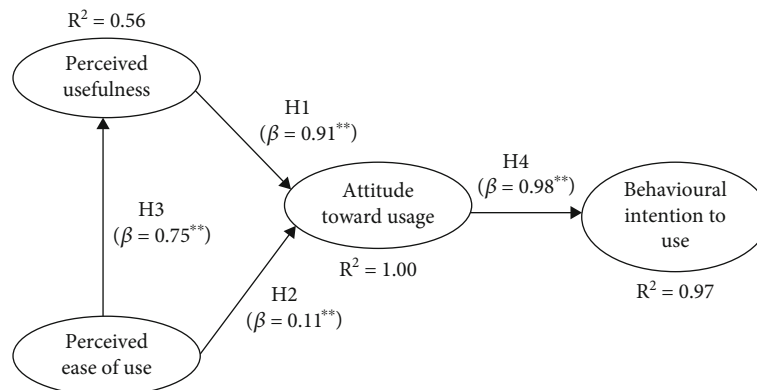 R² = 0.56
Perceived
usefulness
H1
(β = 0.91**)
H3
(β = 0.75**)
Attitude
toward usage
R² = 1.00
H4
(β = 0.98**)
Behavioural
intention to
use
R² = 0.97
H2
(β = 0.11**)
Perceived
ease of use